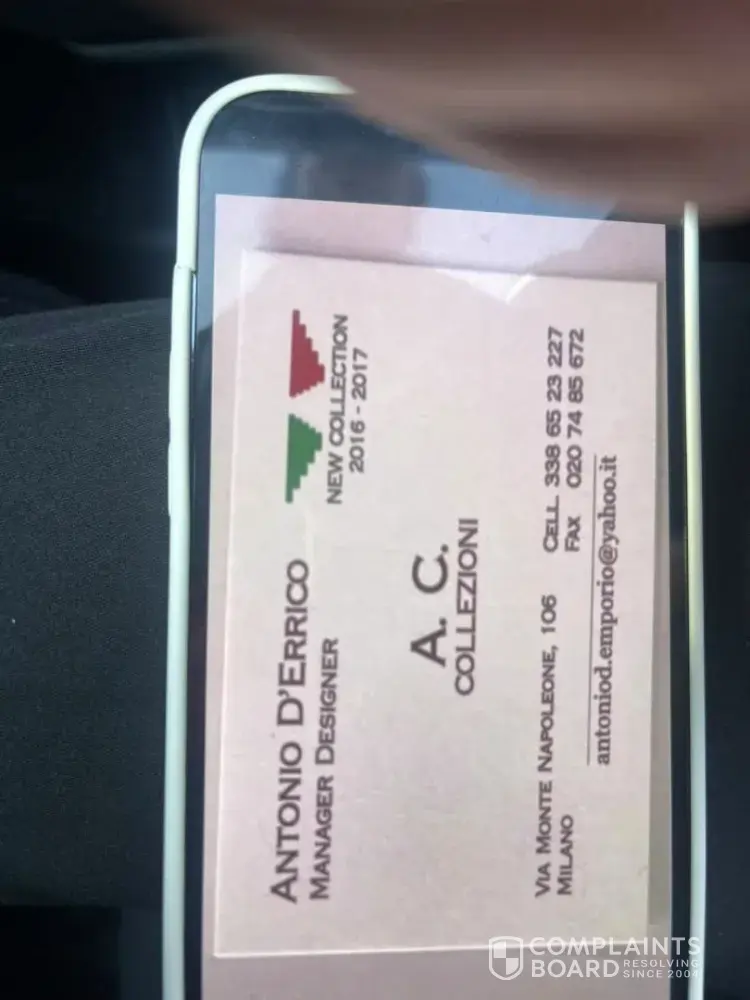 ANTONIO D'ERRICO
MANAGER DESIGNER
NEW COLLECTION
2016 - 2017
A. C.
COLLEZIONI
VIA MONTE NAPOLEONE, 106
MILANO
CELL 338 65 23 227
FAX 020 74 85 672
antoniod.emporio@yahoo.it
COMPLAINTS
BOARD RESOLVING
SINCE 2004